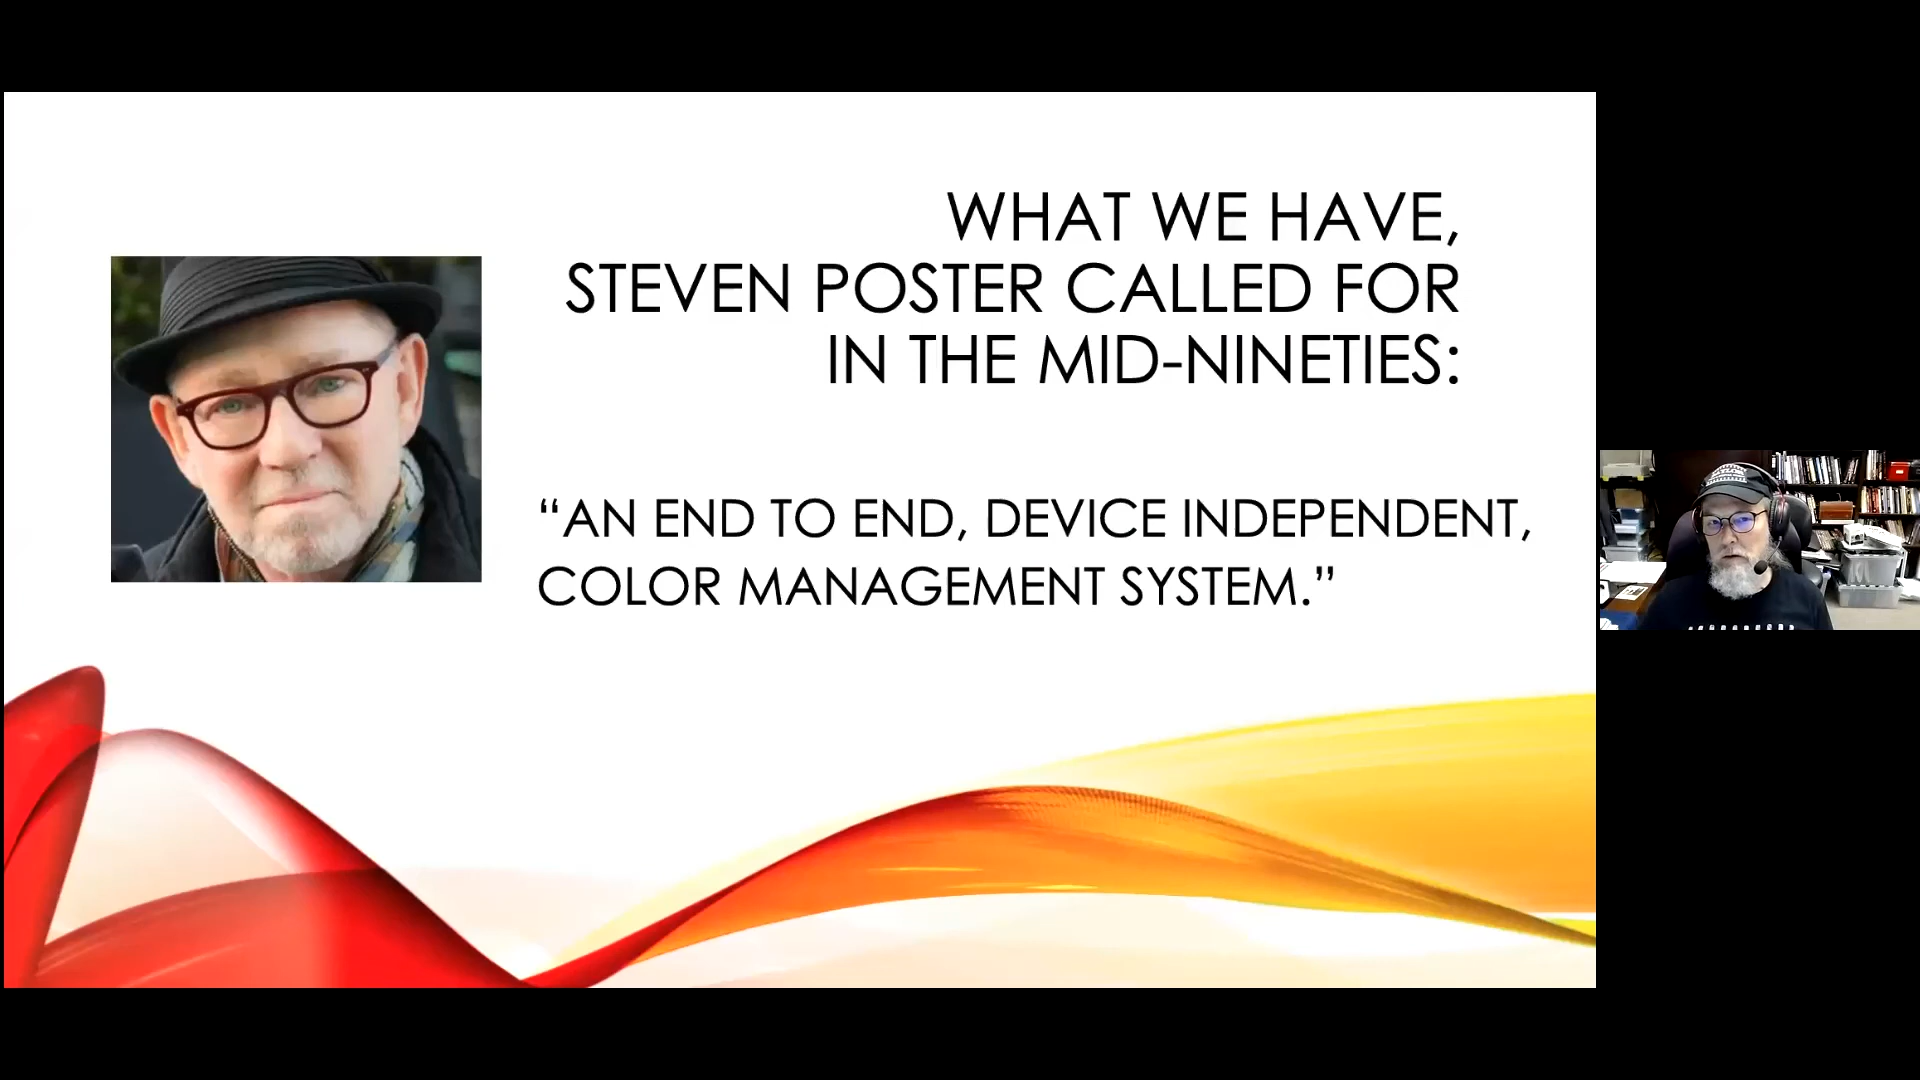 WHAT WE HAVE,
STEVEN POSTER CALLED FOR
IN THE MID-NINETIES:
“AN END TO END, DEVICE INDEPENDENT,
COLOR MANAGEMENT SYSTEM.”